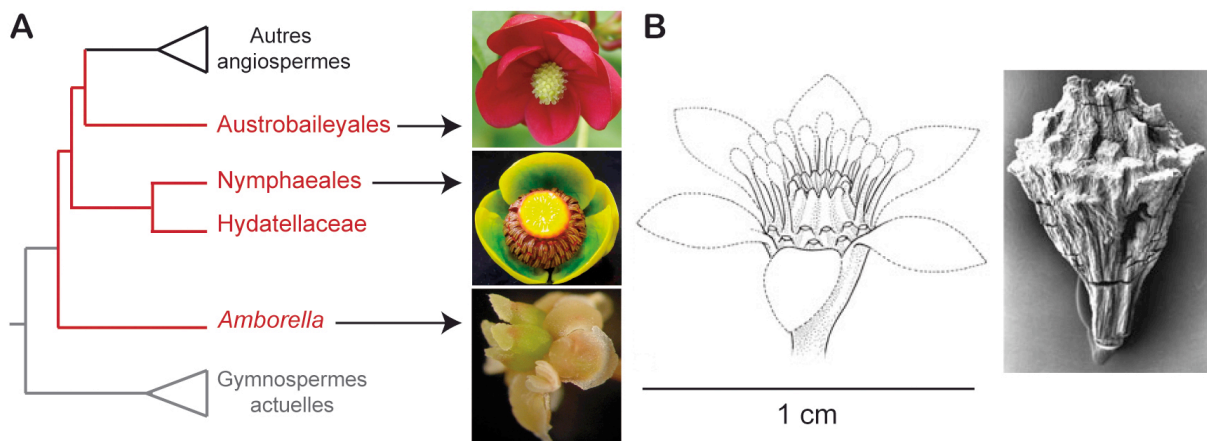 A
Autres
angiospermes
Austrobaileyales
Nymphaeales
Hydatellaceae
Amborella
Gymnospermes
actuelles
B
1 cm